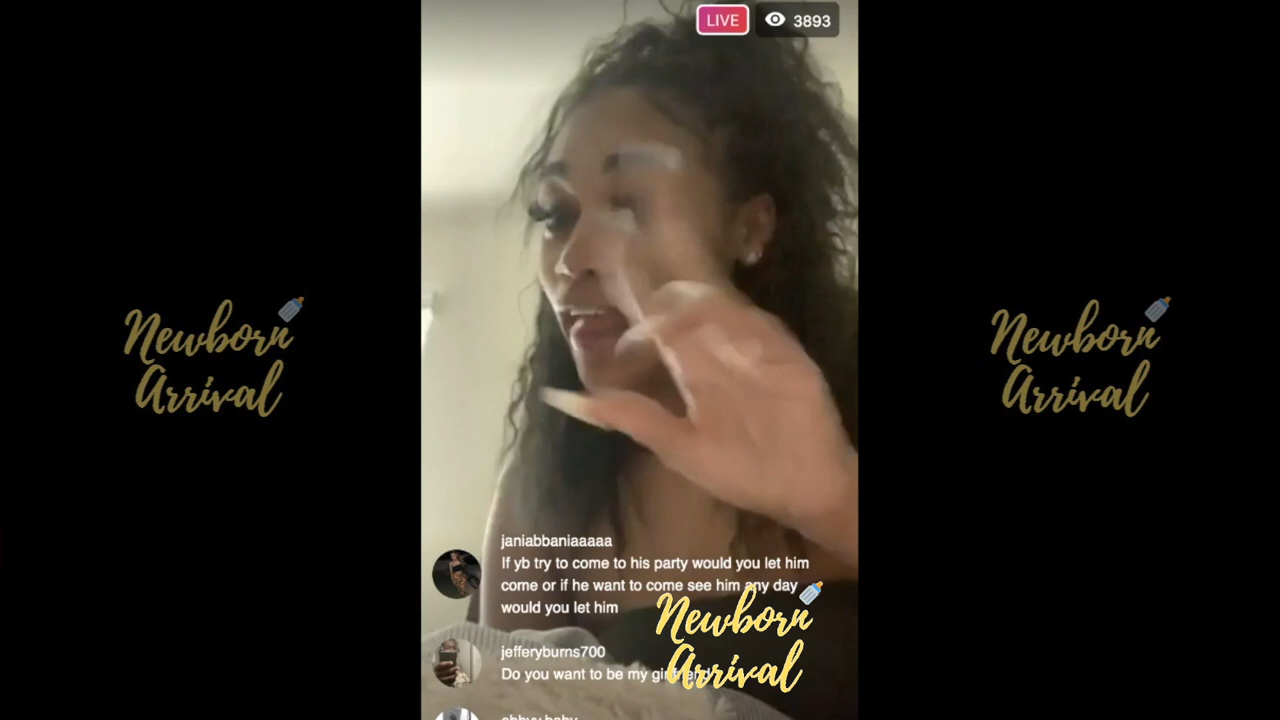 LIVE 3893
Newborn
Arrival
Newborn
Arrival
janiabbaniaaaaa
If yb try to come to his party would you let him
come or if he want to come see him any day
would you let him
Newborn
Arrival
jefferyburns700
Do you want to be my girlfriend